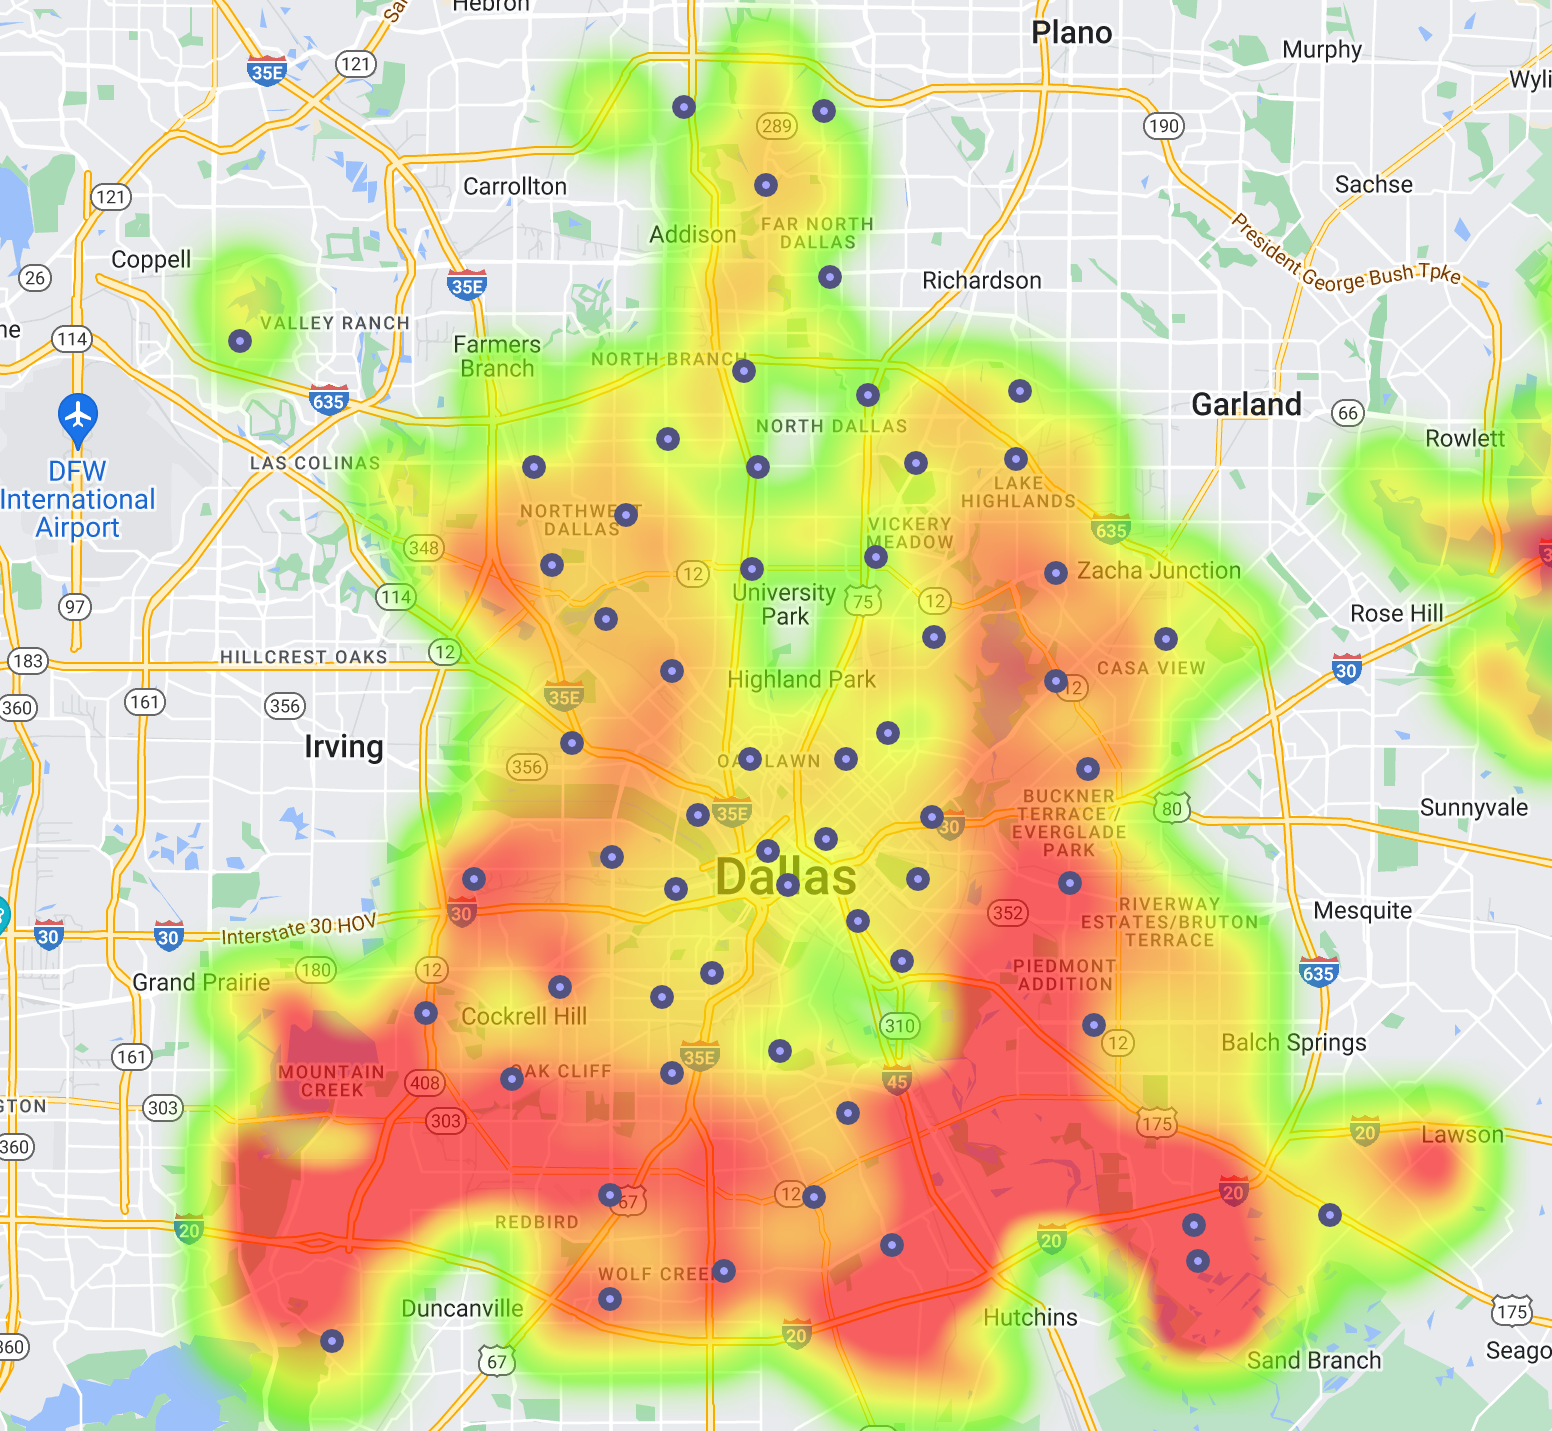 Hebron
Plano
Murphy
Wyli
35E
121
190
289
Carrollton
Sachse
121
Addison
FAR NORTH
DALLAS
President George Bush Tpke
Coppell
26
35E
Richardson
VALLEY RANCH
114
Farmers
Branch
NORTH BRANCH
635
Garland
66
NORTH DALLAS
Rowlett
LAS COLINAS
DFW
International
Airport
LAKE
HIGHLANDS
NORTHWEST
DALLAS
VICKERY
MEADOW
635
348
12
Zacha Junction
114
University
Park
75
12
97
Rose Hill
183
HILLCREST OAKS
12
30
CASA VIEW
Highland Park
12
360
161
356
35E
Irving
356
OAK LAWN
BUCKNER
TERRACE /
EVERGLADE
PARK
80
Sunnyvale
35E
30
Dallas
30
352
RIVERWAY
ESTATES/BRUTON
TERRACE
Mesquite
30
30
Interstate 30 HOV
180
12
Grand Prairie
PIEDMONT
ADDITION
635
Cockrell Hill
310
12
Balch Springs
161
35E
MOUNTAIN
CREEK
408
OAK CLIFF
45
GTON
303
303
175
20
Lawson
360
67
12
20
20
REDBIRD
20
WOLF CREEK
Duncanville
Hutchins
175
20
360
67
Sand Branch
Seago